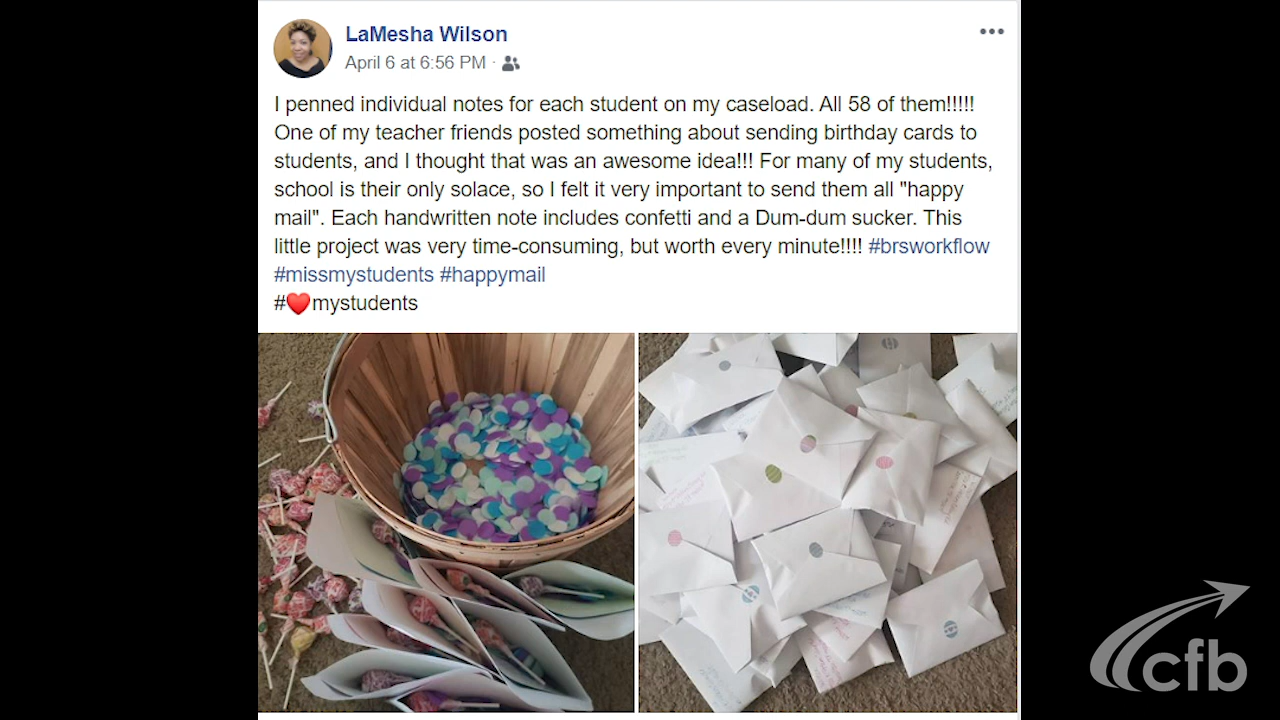 LaMesha Wilson
April 6 at 6:56 PM ·
I penned individual notes for each student on my caseload. All 58 of them!!!!!
One of my teacher friends posted something about sending birthday cards to
students, and I thought that was an awesome idea!!! For many of my students,
school is their only solace, so I felt it very important to send them all "happy
mail". Each handwritten note includes confetti and a Dum-dum sucker. This
little project was very time-consuming, but worth every minute!!!! #brsworkflow
#missmystudents #happymail
#❤️mystudents
cfb